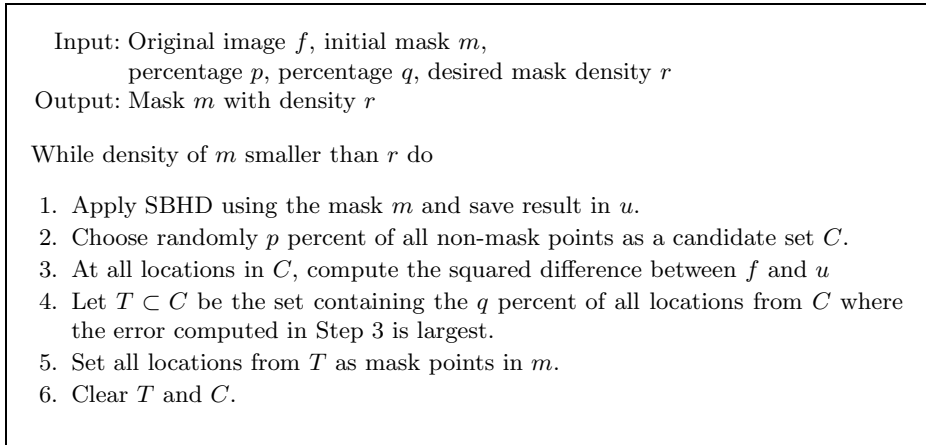 Input: Original image f, initial mask m,
percentage p, percentage q, desired mask density r
Output: Mask m with density r
While density of m smaller than r do
1. Apply SBHD using the mask m and save result in u.
2. Choose randomly p percent of all non-mask points as a candidate set C.
3. At all locations in C, compute the squared difference between f and u
4. Let T ⊂ C be the set containing the q percent of all locations from C where
the error computed in Step 3 is largest.
5. Set all locations from T as mask points in m.
6. Clear T and C.